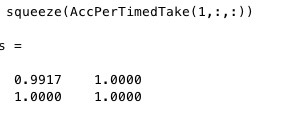 squeeze(AccPerTimedTake(1,:,:))
s =
0.9917 1.0000
1.0000 1.0000